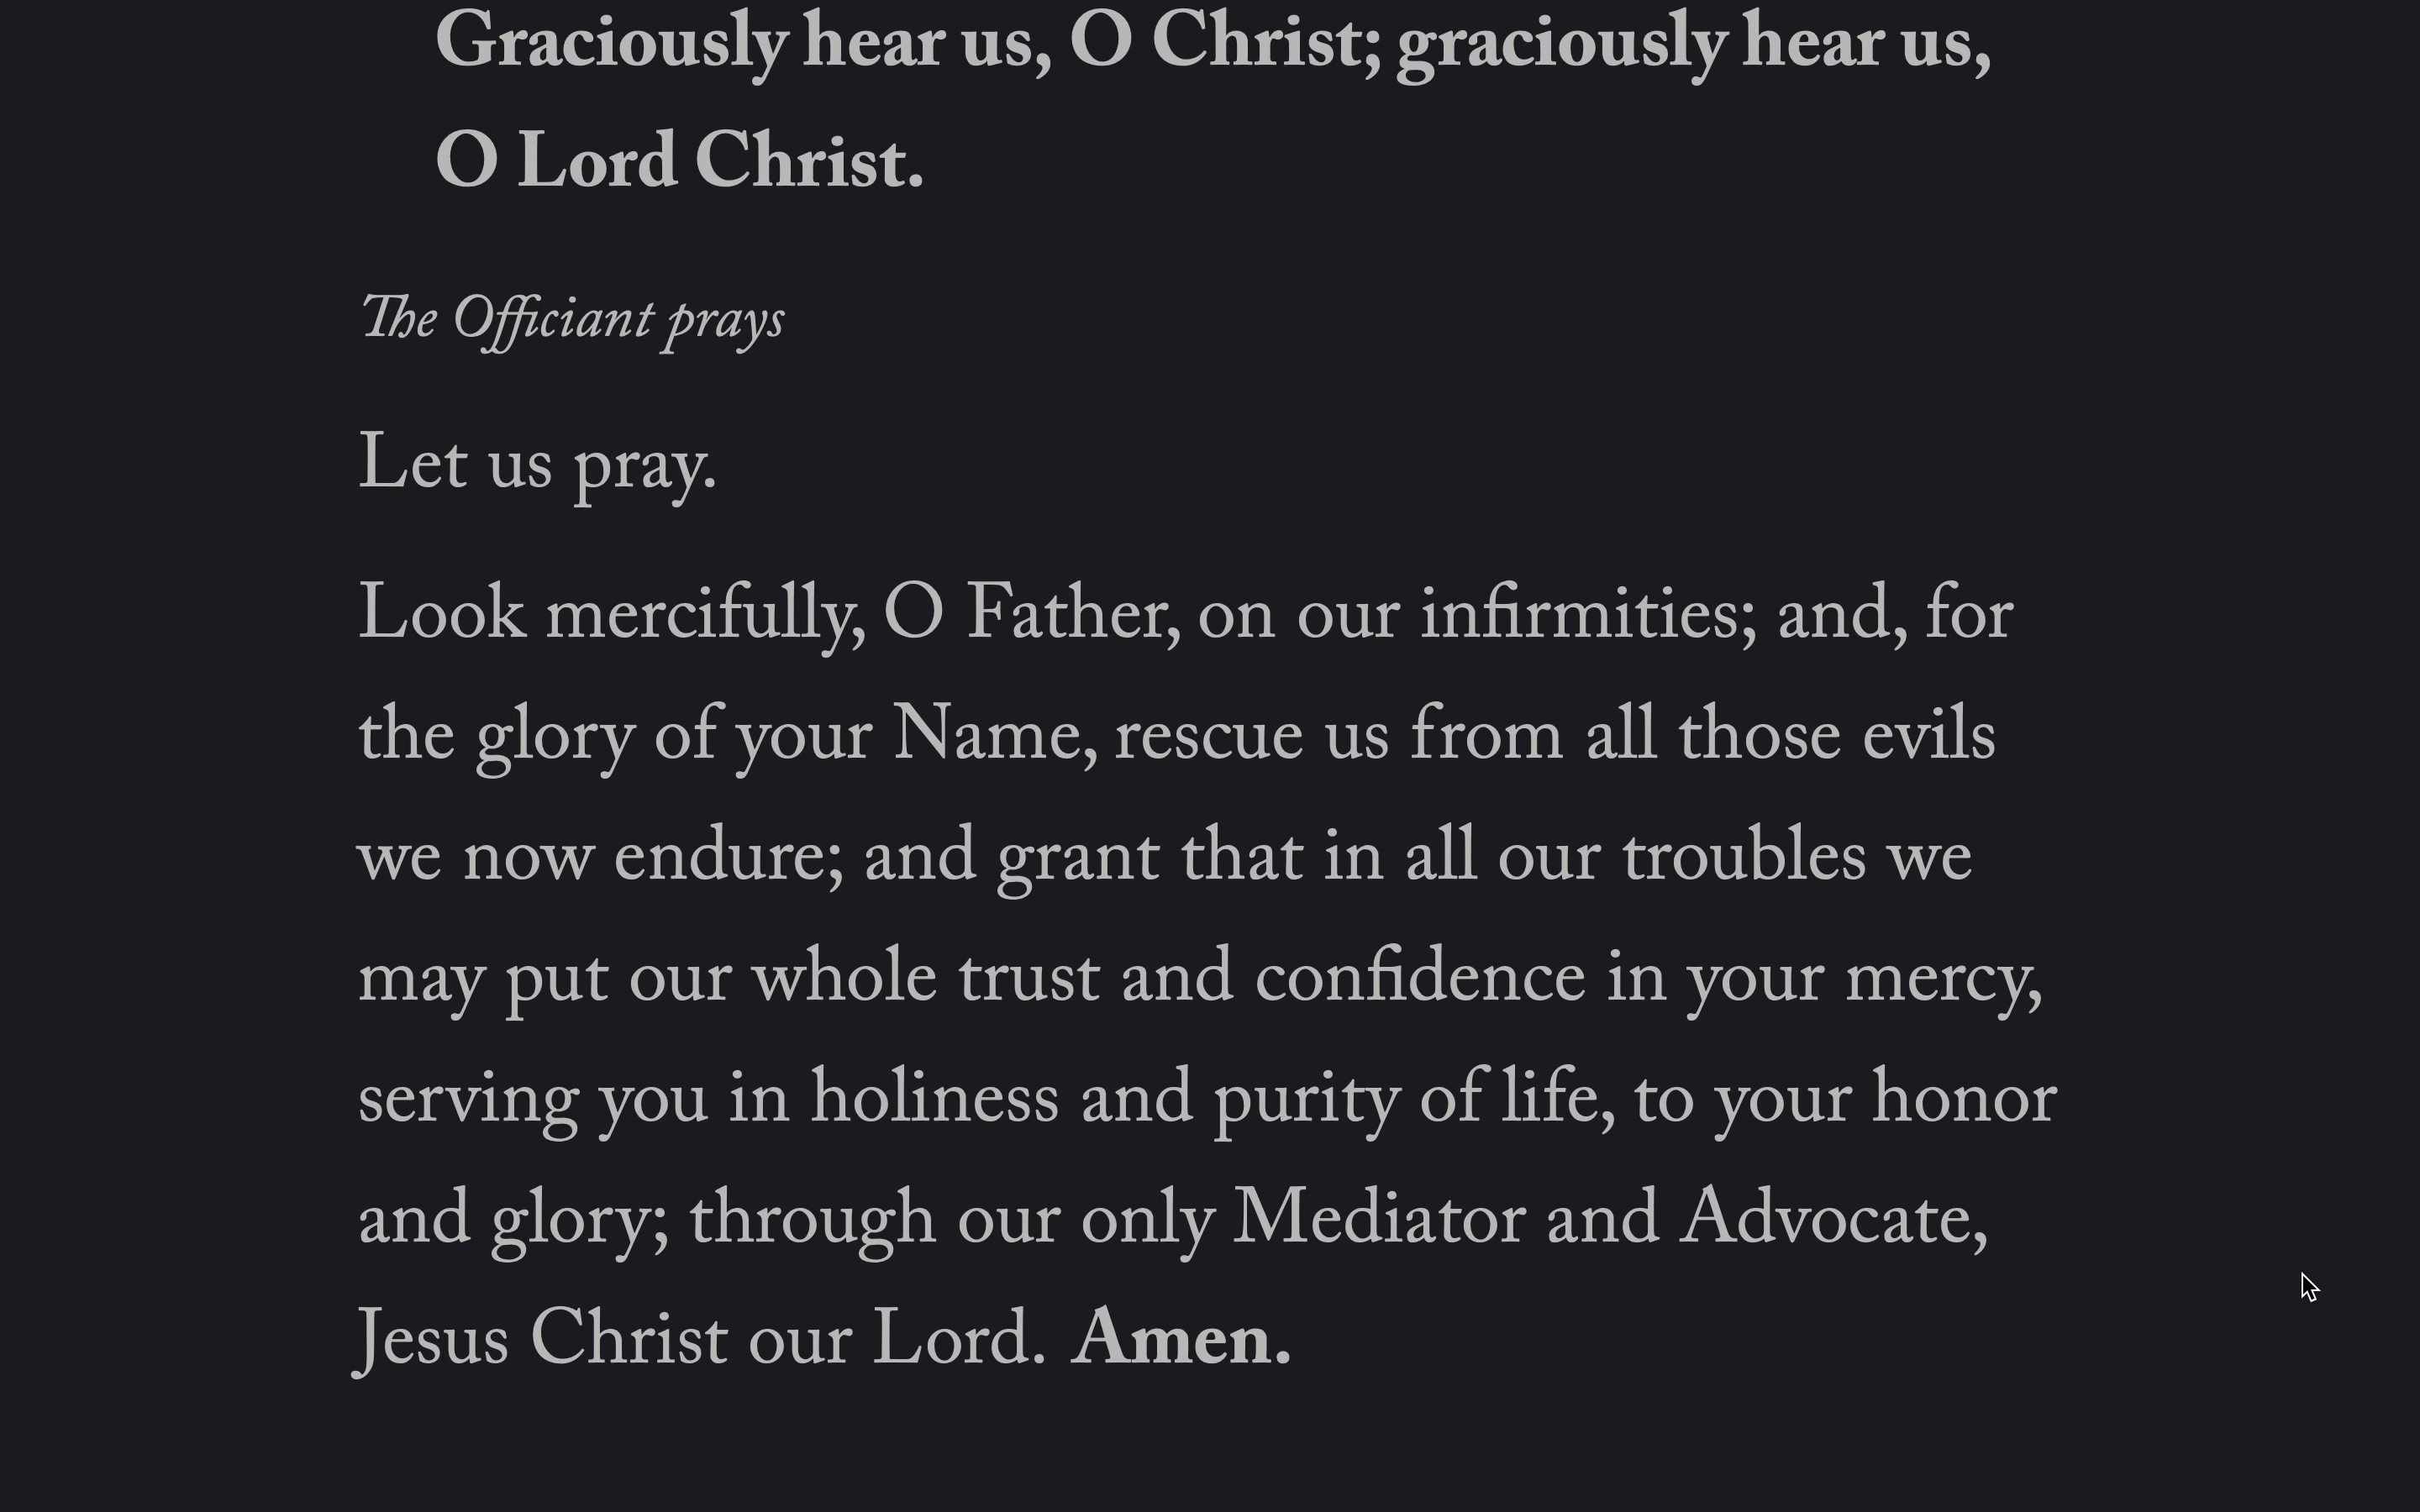 Graciously hear us, O Christ; graciously hear us,
O Lord Christ.
The Officiant prays
Let us pray.
Look mercifully, O Father, on our infirmities; and, for
the glory of your Name, rescue us from all those evils
we now endure; and grant that in all our troubles we
may put our whole trust and confidence in your mercy,
serving you in holiness and purity of life, to your honor
and glory; through our only Mediator and Advocate,
Jesus Christ our Lord. Amen.